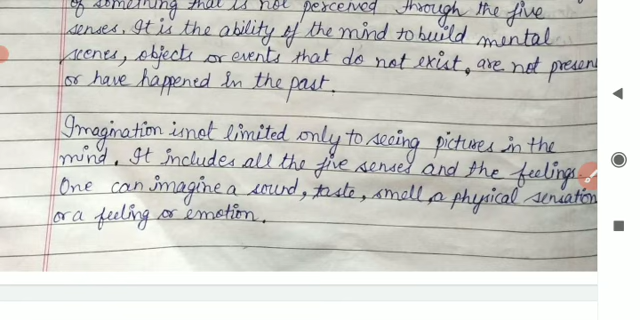 of something that is not perceived through the five
senses. It is the ability of the mind to build mental
scenes, objects or events that do not exist, are not present
or have happened in the past.
Imagination is not limited only to seeing pictures in the
mind. It includes all the five senses and the feelings.
One can imagine a sound, taste, smell, a physical sensation
or a feeling or emotion.